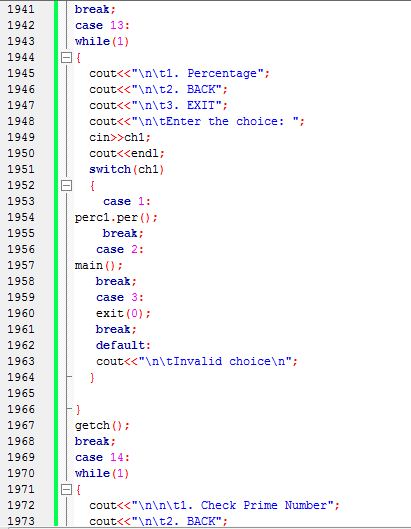 1941 break;
1942 case 13:
1943 while(1)
1944 {
1945 cout<<"\n\t1. Percentage";
1946 cout<<"\n\t2. BACK";
1947 cout<<"\n\t3. EXIT";
1948 cout<<"\n\tEnter the choice: ";
1949 cin>>ch1;
1950 cout<<endl;
1951 switch(ch1)
1952 {
1953 case 1:
1954 perc1.per();
1955 break;
1956 case 2:
1957 main();
1958 break;
1959 case 3:
1960 exit(0);
1961 break;
1962 default:
1963 cout<<"\n\tInvalid choice\n";
1964 }
1965
1966 }
1967 getch();
1968 break;
1969 case 14:
1970 while(1)
1971 {
1972 cout<<"\n\n\t1. Check Prime Number";
1973 cout<<"\n\t2. BACK";